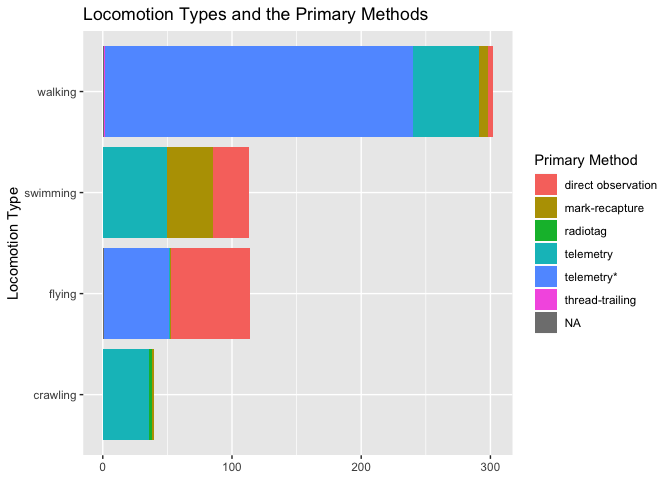 Locomotion Types and the Primary Methods
Locomotion Type
walking
swimming
flying
crawling
0 100 200 300
Primary Method
direct observation
mark-recapture
radiotag
telemetry
telemetry*
thread-trailing
NA